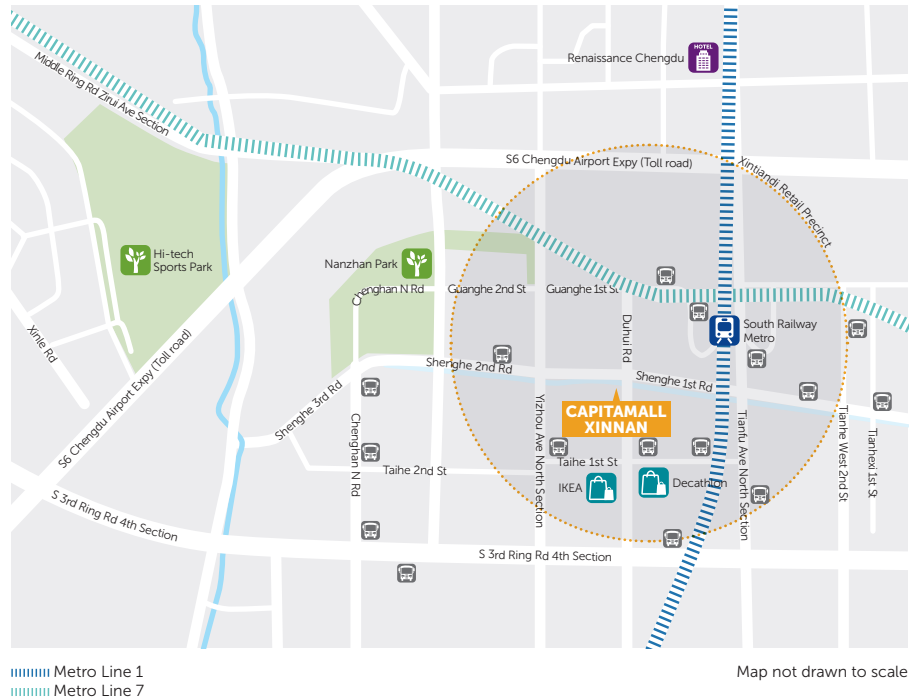 HOTEL
Renaissance Chengdu
Middle Ring Rd Zirui Ave Section
S6 Chengdu Airport Expy (Toll road)
Xintiandi Retail Precinct
Hi-tech
Sports Park
Nanzhan Park
Chenghan N Rd
Guanghe 2nd St
Guanghe 1st St
Duhui Rd
South Railway
Metro
Xinle Rd
S6 Chengdu Airport Expy (Toll road)
Shenghe 2nd Rd
Shenghe 1st Rd
Shenghe 3rd Rd
CAPITAMALL
XINNAN
Chenghan N Rd
Yizhou Ave North Section
Tianfu Ave North Section
Tianhe West 2nd St
Tianhexi 1st St
Taihe 2nd St
Taihe 1st St
IKEA
Decathlon
S 3rd Ring Rd 4th Section
S 3rd Ring Rd 4th Section
Metro Line 1
Metro Line 7
Map not drawn to scale